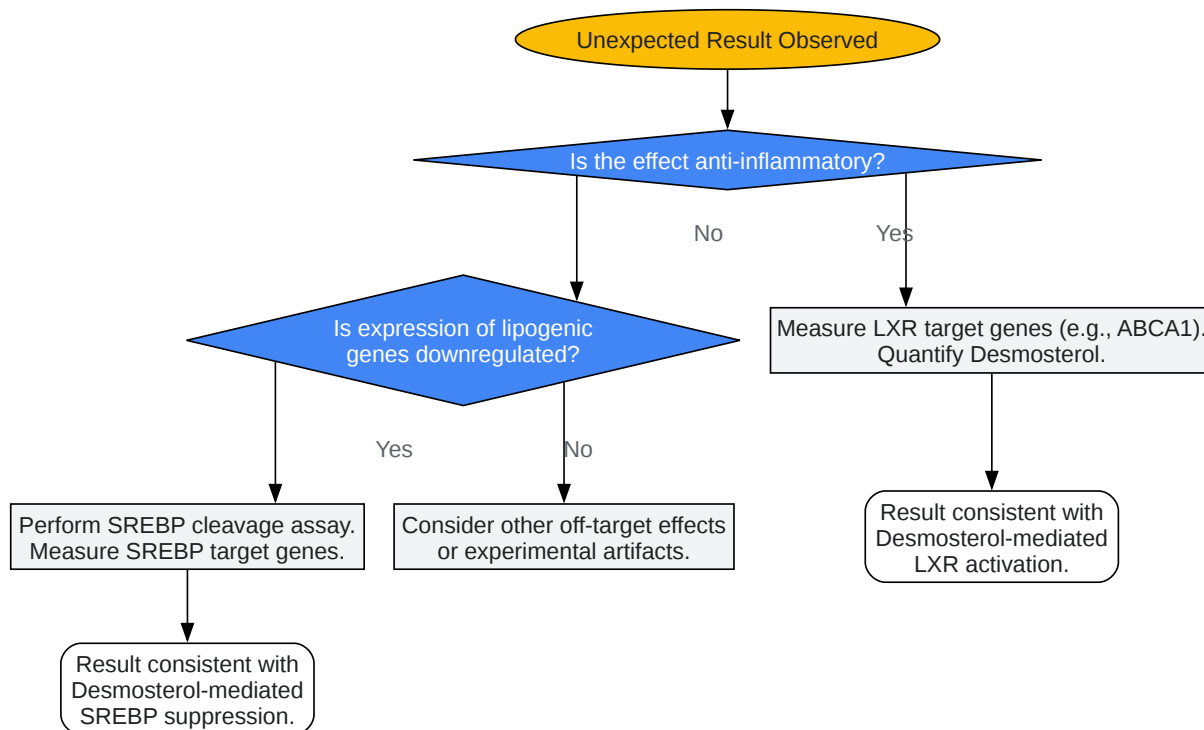 Unexpected Result Observed
Is the effect anti-inflammatory?
No
Yes
Is expression of lipogenic
genes downregulated?
Measure LXR target genes (e.g., ABCA1).
Quantify Desmosterol.
Yes
No
Perform SREBP cleavage assay.
Measure SREBP target genes.
Consider other off-target effects
or experimental artifacts.
Result consistent with
Desmosterol-mediated
LXR activation.
Result consistent with
Desmosterol-mediated
SREBP suppression.